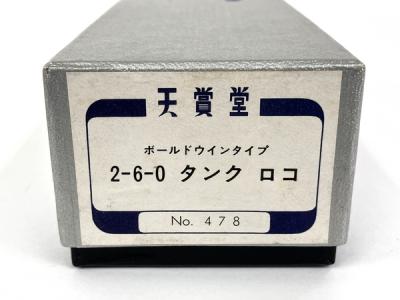 天賞堂
ボールドウインタイプ
2-6-0 タンク ロコ
No. 478